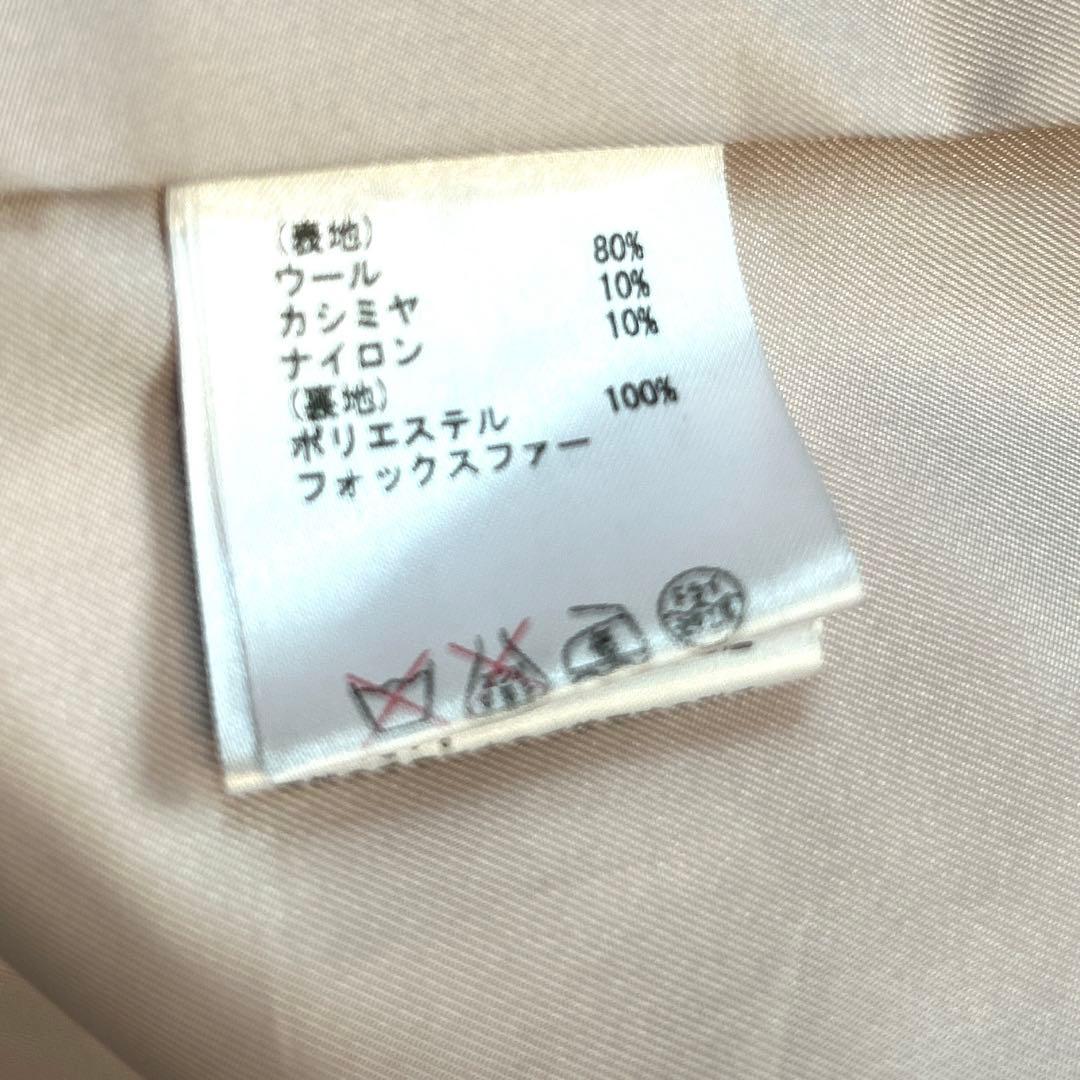 (表地)
ウール 80%
カシミヤ 10%
ナイロン 10%
(裏地)
ポリエステル 100%
フォックスファー